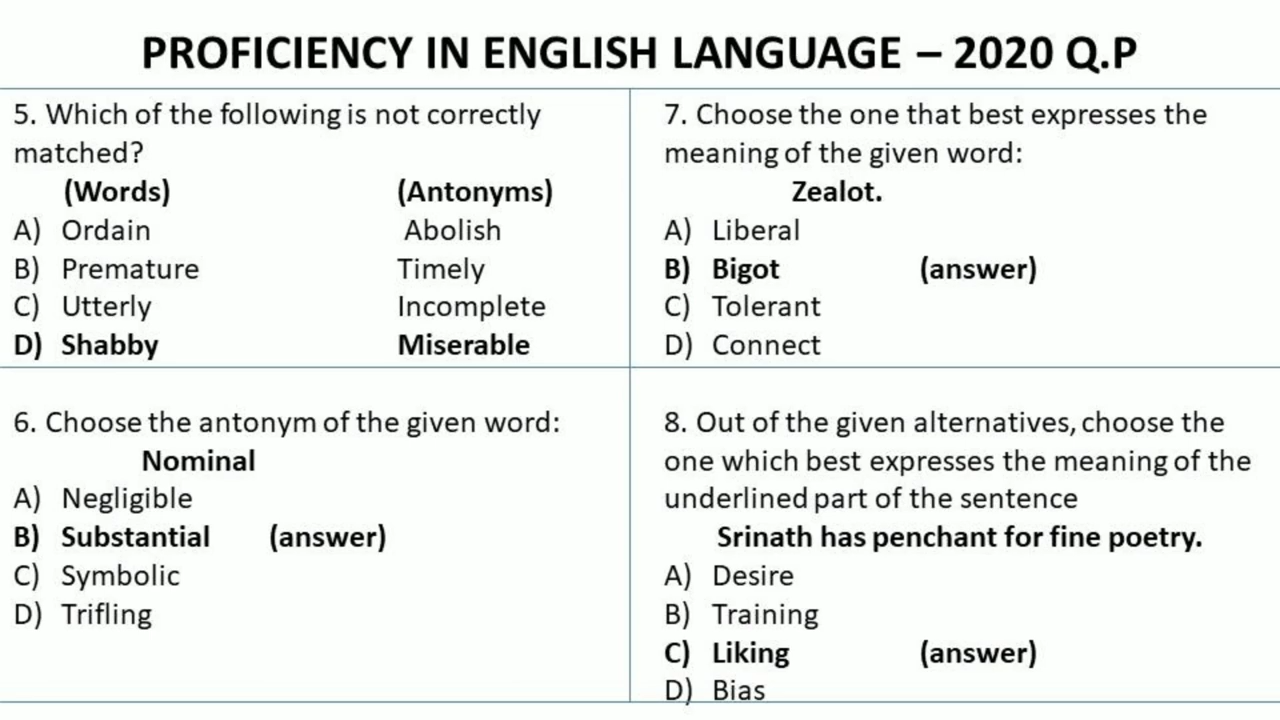 PROFICIENCY IN ENGLISH LANGUAGE – 2020 Q.P
5. Which of the following is not correctly
matched?
(Words) (Antonyms)
A) Ordain Abolish
B) Premature Timely
C) Utterly Incomplete
D) Shabby Miserable
6. Choose the antonym of the given word:
Nominal
A) Negligible
B) Substantial (answer)
C) Symbolic
D) Trifling
7. Choose the one that best expresses the
meaning of the given word:
Zealot.
A) Liberal
B) Bigot (answer)
C) Tolerant
D) Connect
8. Out of the given alternatives, choose the
one which best expresses the meaning of the
underlined part of the sentence
Srinath has penchant for fine poetry.
A) Desire
B) Training
C) Liking (answer)
D) Bias